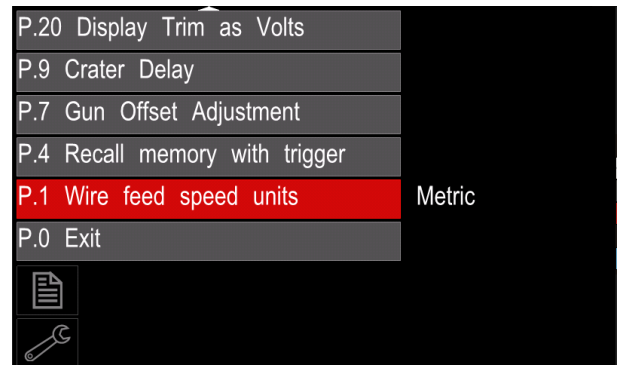 P.20 Display Trim as Volts
P.9 Crater Delay
P.7 Gun Offset Adjustment
P.4 Recall memory with trigger
P.1 Wire feed speed units Metric
P.0 Exit